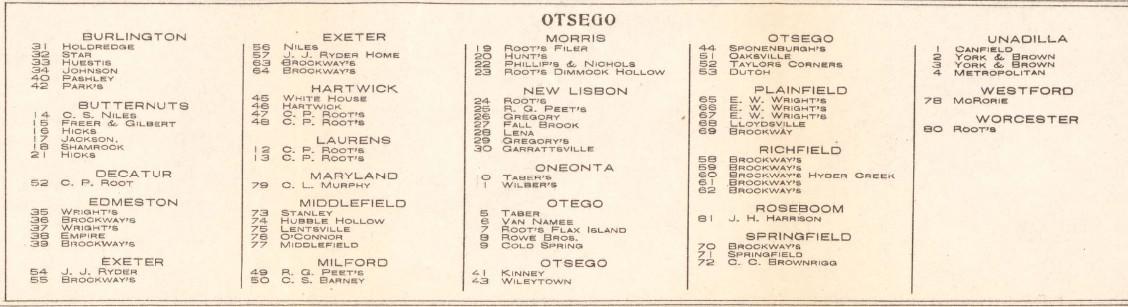 OTSEGO
BURLINGTON
31 HOLDREDGE
32 STAR
33 HUESTIS
34 JOHNSON
40 PASHLEY
42 PARK'S
BUTTERNUTS
14 C. S. NILES
15 FREER & GILBERT
16 HICKS
17 JACKSON.
18 SHAMROCK
21 HICKS
DECATUR
52 C. P. ROOT
EDMESTON
35 WRIGHT'S
36 BROCKWAY'S
37 WRIGHT'S
38 EMPIRE
39 BROCKWAY'S
EXETER
54 J. J. RYDER
55 BROCKWAY'S
EXETER
56 NILES
57 J. J. RYDER HOME
63 BROCKWAY'S
64 BROCKWAY'S
HARTWICK
45 WHITE HOUSE
46 HARTWICK
47 C. P. ROOT'S
48 C. P. ROOT'S
LAURENS
12 C. P. ROOT'S
13 C. P. ROOT'S
MARYLAND
79 C. L. MURPHY
MIDDLEFIELD
73 STANLEY
74 HUBBLE HOLLOW
75 LENTSVILLE
76 O'CONNOR
77 MIDDLEFIELD
MILFORD
49 R. G. PEET'S
50 C. S. BARNEY
MORRIS
19 ROOT'S FILER
20 HUNT'S
22 PHILLIP'S & NICHOLS
23 ROOT'S DIMMOCK HOLLOW
NEW LISBON
24 ROOT'S
25 R. G. PEET'S
26 GREGORY
27 FALL BROOK
28 LENA
29 GREGORY'S
30 GARRATTSVILLE
ONEONTA
10 TABER'S
11 WILBER'S
OTEGO
5 TABER
6 VAN NAMEE
7 ROOT'S FLAX ISLAND
8 ROWE BROS.
9 COLD SPRING
OTSEGO
41 KINNEY
43 WILEYTOWN
OTSEGO
44 SPONENBURGH'S
51 OAKSVILLE
52 TAYLORS CORNERS
53 DUTCH
PLAINFIELD
65 E. W. WRIGHT'S
66 E. W. WRIGHT'S
67 E. W. WRIGHT'S
68 LLOYDSVILLE
69 BROCKWAY
RICHFIELD
58 BROCKWAY'S
59 BROCKWAY'S
60 BROCKWAY'S HYDER CREEK
61 BROCKWAY'S
62 BROCKWAY'S
ROSEBOOM
81 J. H. HARRISON
SPRINGFIELD
70 BROCKWAY'S
71 SPRINGFIELD
72 C. C. BROWNRIGG
UNADILLA
1 CANFIELD
2 YORK & BROWN
3 YORK & BROWN
4 METROPOLITAN
WESTFORD
78 MCRORIE
WORCESTER
80 ROOT'S